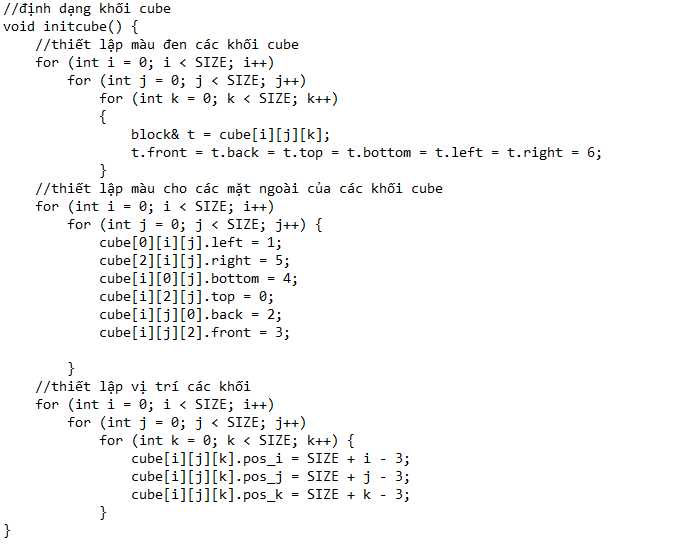 //định dạng khối cube
void initcube() {
    //thiết lập màu đen các khối cube
    for (int i = 0; i < SIZE; i++)
        for (int j = 0; j < SIZE; j++)
            for (int k = 0; k < SIZE; k++)
            {
                block& t = cube[i][j][k];
                t.front = t.back = t.top = t.bottom = t.left = t.right = 6;
            }
    //thiết lập màu cho các mặt ngoài của các khối cube
    for (int i = 0; i < SIZE; i++)
        for (int j = 0; j < SIZE; j++) {
            cube[0][i][j].left = 1;
            cube[2][i][j].right = 5;
            cube[i][0][j].bottom = 4;
            cube[i][2][j].top = 0;
            cube[i][j][0].back = 2;
            cube[i][j][2].front = 3;

        }
    //thiết lập vị trí các khối
    for (int i = 0; i < SIZE; i++)
        for (int j = 0; j < SIZE; j++)
            for (int k = 0; k < SIZE; k++) {
                cube[i][j][k].pos_i = SIZE + i - 3;
                cube[i][j][k].pos_j = SIZE + j - 3;
                cube[i][j][k].pos_k = SIZE + k - 3;
            }
}